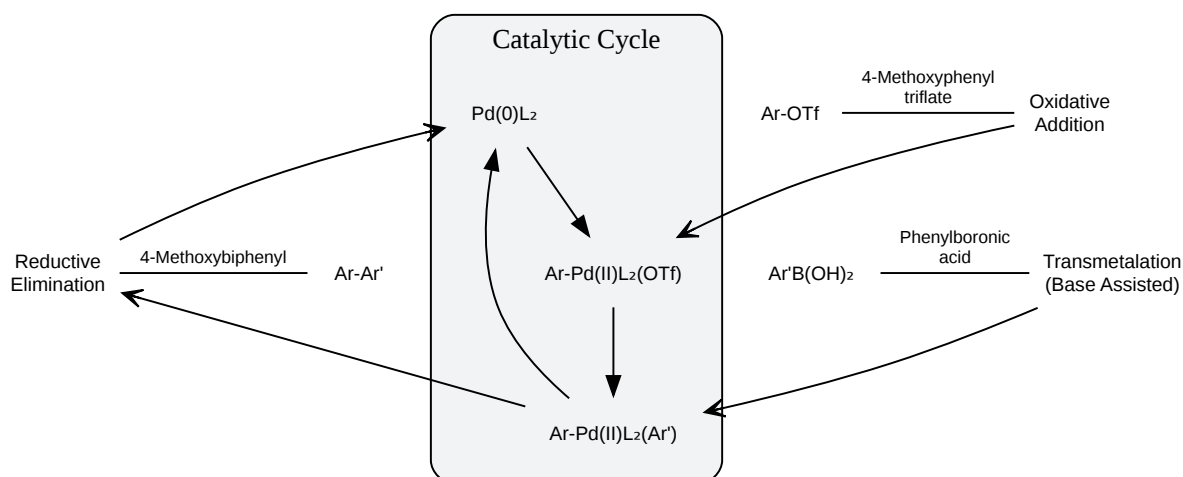 Catalytic Cycle
Pd(0)L₂
Ar-OTf
4-Methoxyphenyl
triflate
Oxidative
Addition
Reductive
Elimination
4-Methoxybiphenyl
Ar-Ar'
Ar-Pd(II)L₂(OTf)
Ar'B(OH)₂
Phenylboronic
acid
Transmetalation
(Base Assisted)
Ar-Pd(II)L₂(Ar')